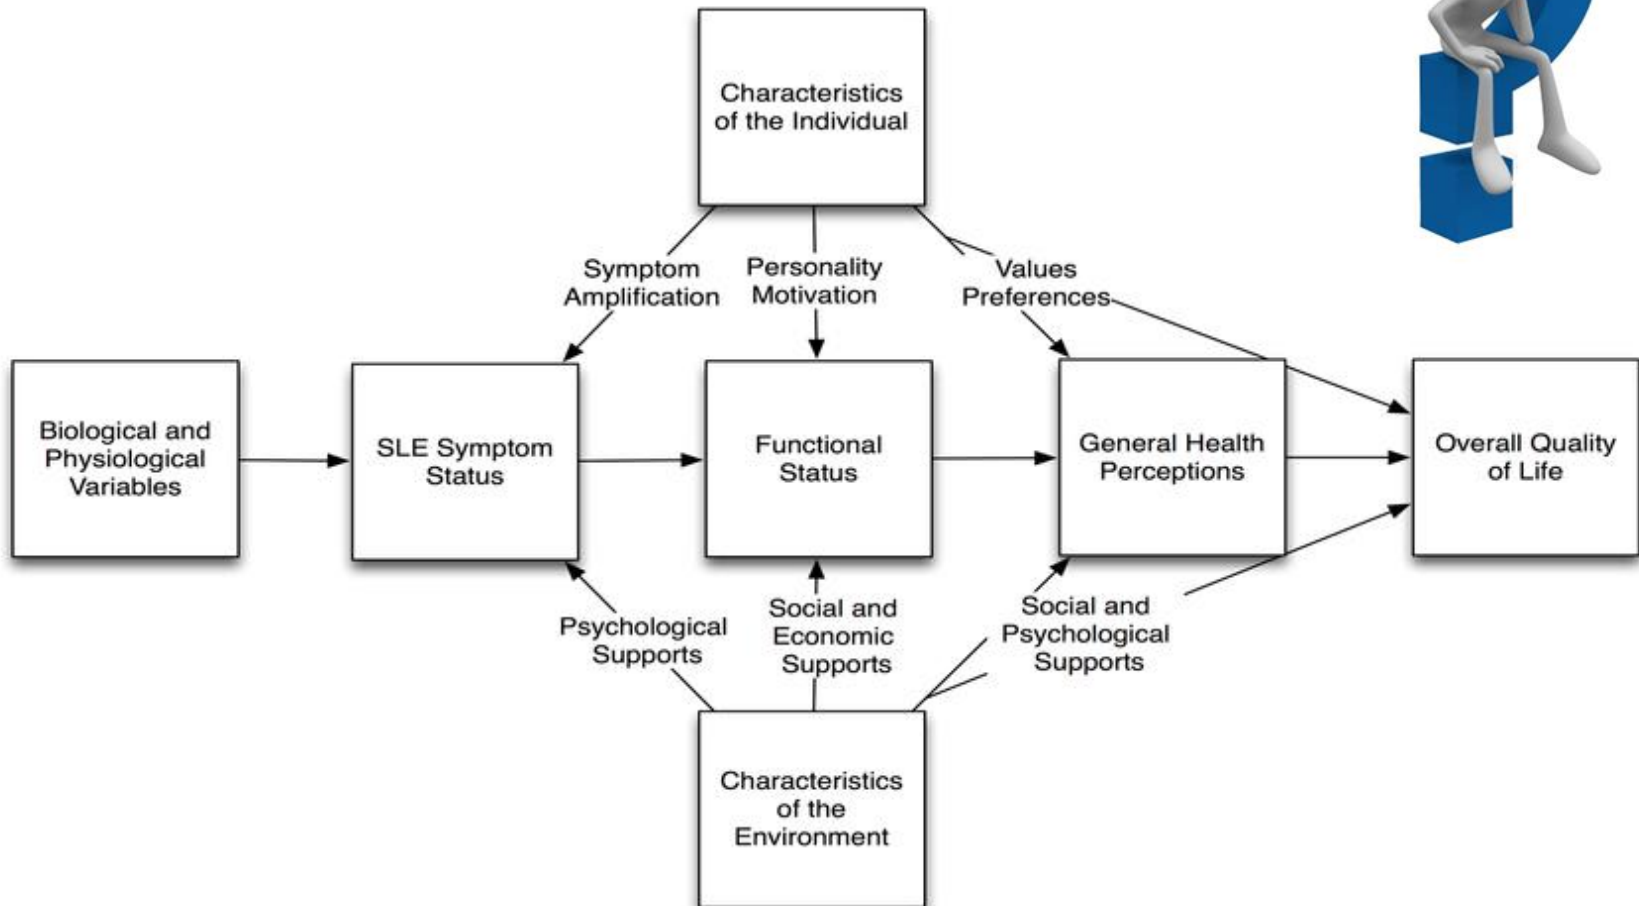 Characteristics
of the Individual
Symptom
Amplification
Personality
Motivation
Values
Preferences
Biological and
Physiological
Variables
SLE Symptom
Status
Functional
Status
General Health
Perceptions
Overall Quality
of Life
Psychological
Supports
Social and
Economic
Supports
Social and
Psychological
Supports
Characteristics
of the
Environment